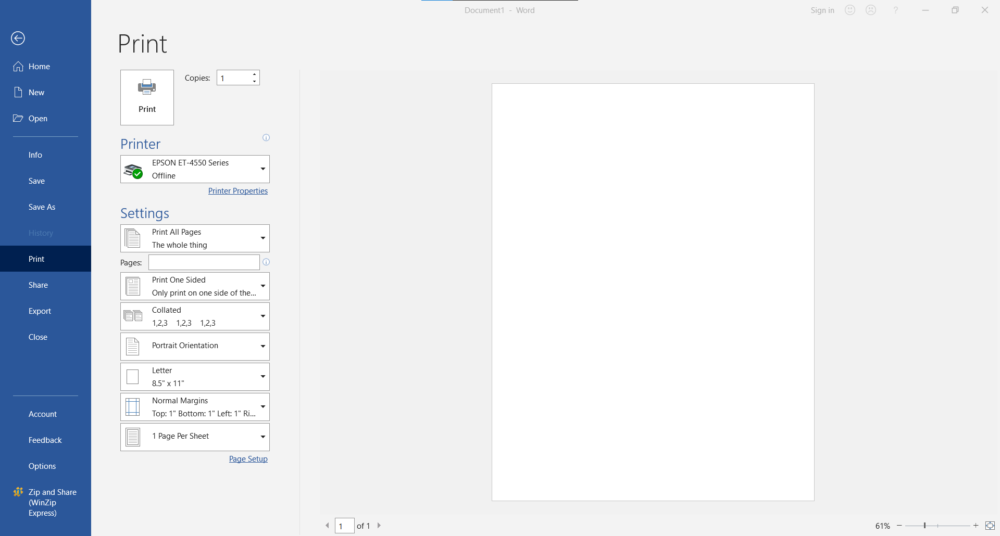 Document1 - Word
Sign in
?
Print
Home
New
Open
Info
Save
Save As
History
Print
Share
Export
Close
Account
Feedback
Options
Zip and Share
(WinZip
Express)
Print
Copies:
1
Printer
EPSON ET-4550 Series
Offline
Printer Properties
Settings
Print All Pages
The whole thing
Pages:
Print One Sided
Only print on one side of the...
Collated
1,2,3 1,2,3 1,2,3
Portrait Orientation
Letter
8.5" x 11"
Normal Margins
Top: 1" Bottom: 1" Left: 1" Ri...
1 Page Per Sheet
Page Setup
1 of 1
61%